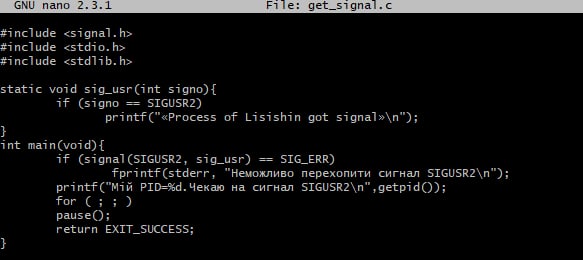 GNU nano 2.3.1 File: get_signal.c
#include <signal.h>
#include <stdio.h>
#include <stdlib.h>
static void sig_usr(int signo){
if (signo == SIGUSR2)
printf("«Process of Lisishin got signal»\n");
}
int main(void){
if (signal(SIGUSR2, sig_usr) == SIG_ERR)
fprintf(stderr, "Неможливо перехопити сигнал SIGUSR2\n");
printf("Мій PID=%d.Чекаю на сигнал SIGUSR2\n",getpid());
for ( ; ; )
pause();
return EXIT_SUCCESS;
}